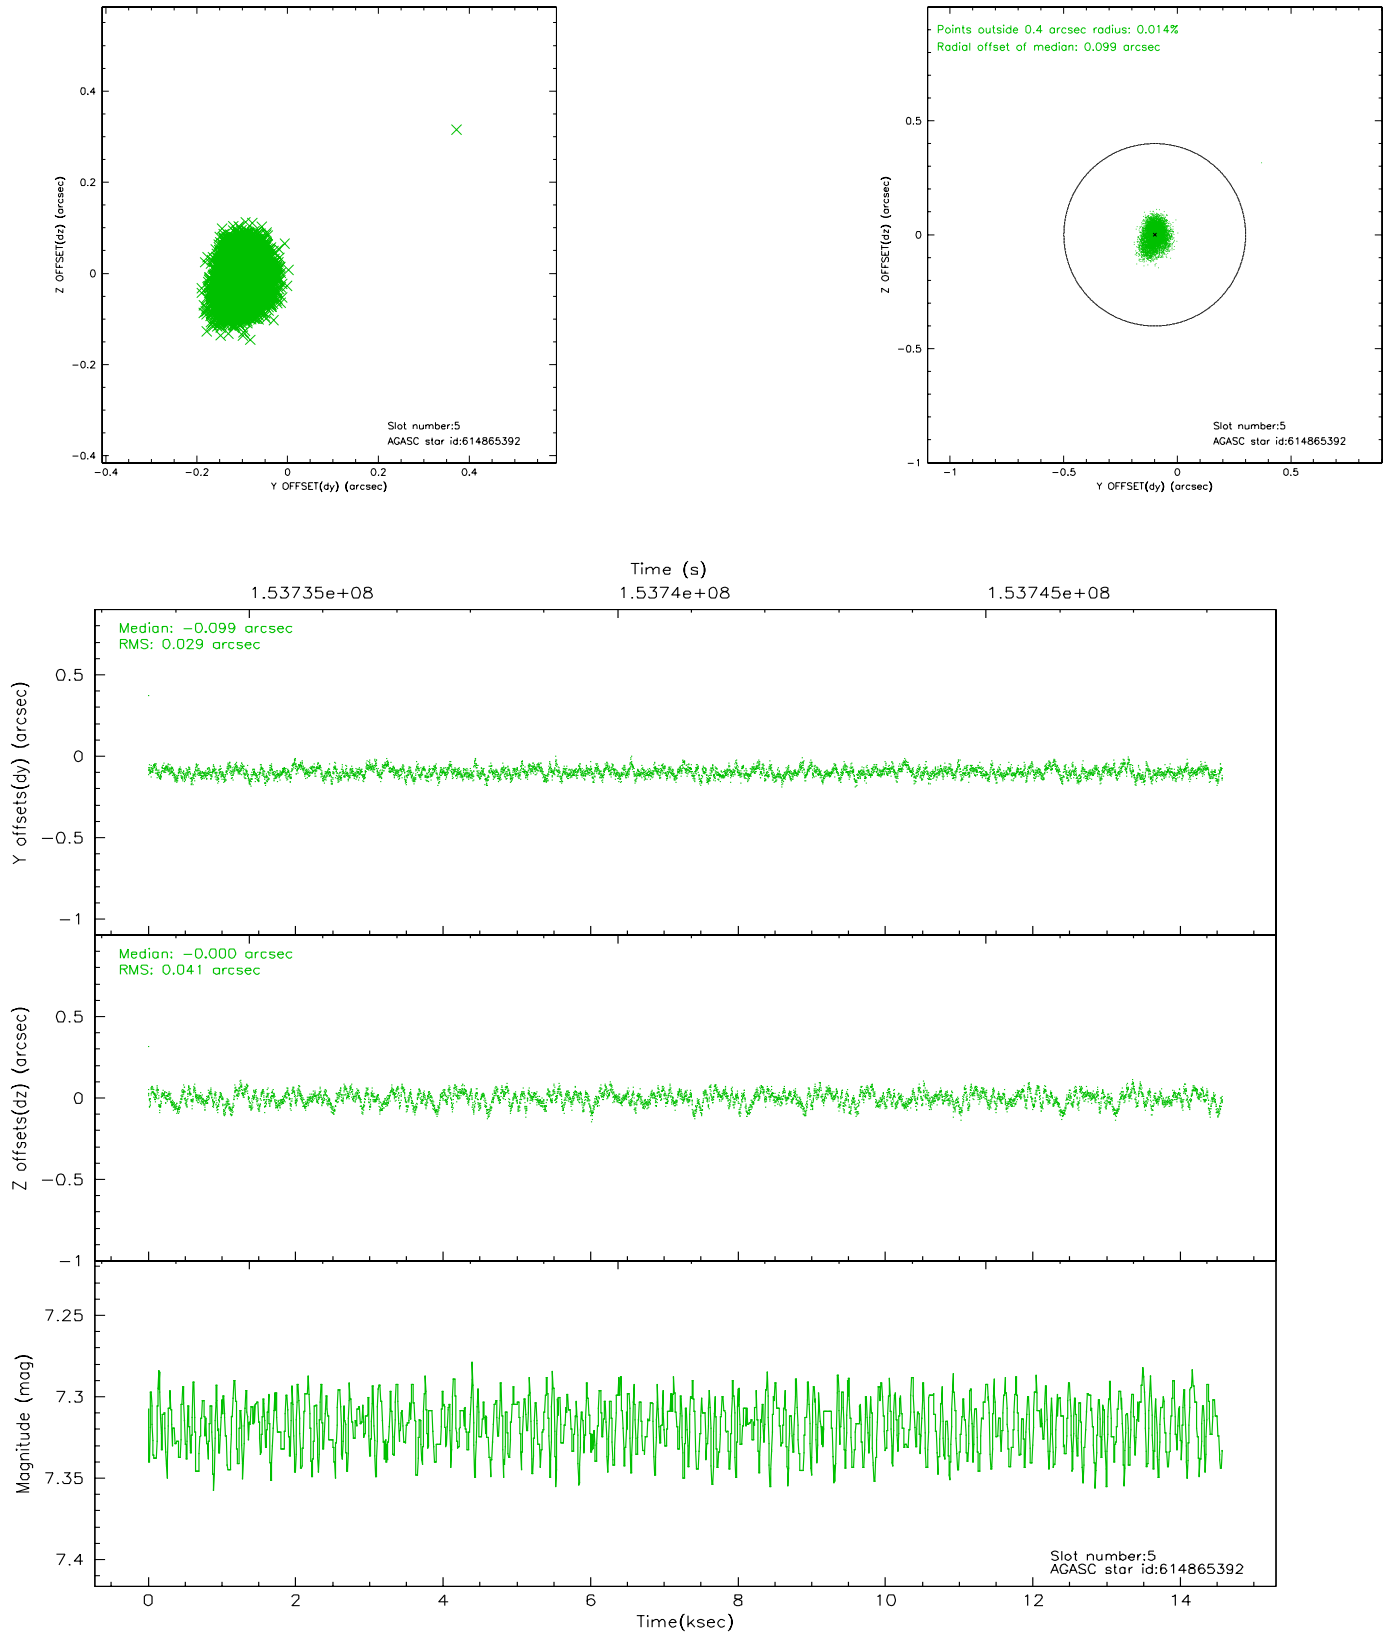 0.4
0.2
0
−0.2
−0.4
Z OFFSET(dz) (arcsec)
Slot number:5
AGASC star id:614865392
−0.4 −0.2 0 0.2 0.4
Y OFFSET(dy) (arcsec)
Points outside 0.4 arcsec radius: 0.014%
Radial offset of median: 0.099 arcsec
0.5
0
−0.5
−1
Z OFFSET(dz) (arcsec)
Slot number:5
AGASC star id:614865392
−1 −0.5 0 0.5
Y OFFSET(dy) (arcsec)
Time (s)
1.53735e+08 1.5374e+08 1.53745e+08
Median: −0.099 arcsec
RMS: 0.029 arcsec
0.5
0
−0.5
−1
Y offsets(dy) (arcsec)
Median: −0.000 arcsec
RMS: 0.041 arcsec
0.5
0
−0.5
−1
Z offsets(dz) (arcsec)
7.25
7.3
7.35
7.4
Magnitude (mag)
Slot number:5
AGASC star id:614865392
0 2 4 6 8 10 12 14
Time(ksec)